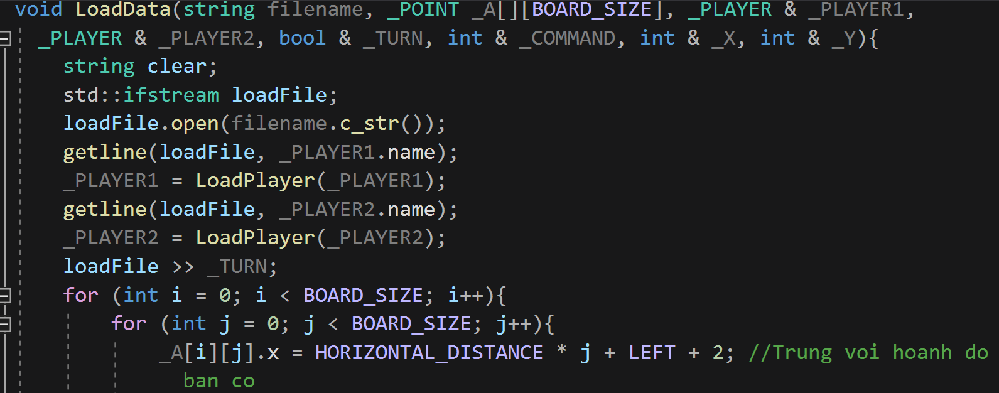 void LoadData(string filename, _POINT _A[][BOARD_SIZE], _PLAYER & _PLAYER1,
_PLAYER & _PLAYER2, bool & _TURN, int & _COMMAND, int & _X, int & _Y){
string clear;
std::ifstream loadFile;
loadFile.open(filename.c_str());
getline(loadFile, _PLAYER1.name);
_PLAYER1 = LoadPlayer(_PLAYER1);
getline(loadFile, _PLAYER2.name);
_PLAYER2 = LoadPlayer(_PLAYER2);
loadFile >> _TURN;
for (int i = 0; i < BOARD_SIZE; i++){
for (int j = 0; j < BOARD_SIZE; j++){
_A[i][j].x = HORIZONTAL_DISTANCE * j + LEFT + 2; //Trung voi hoanh do
ban co